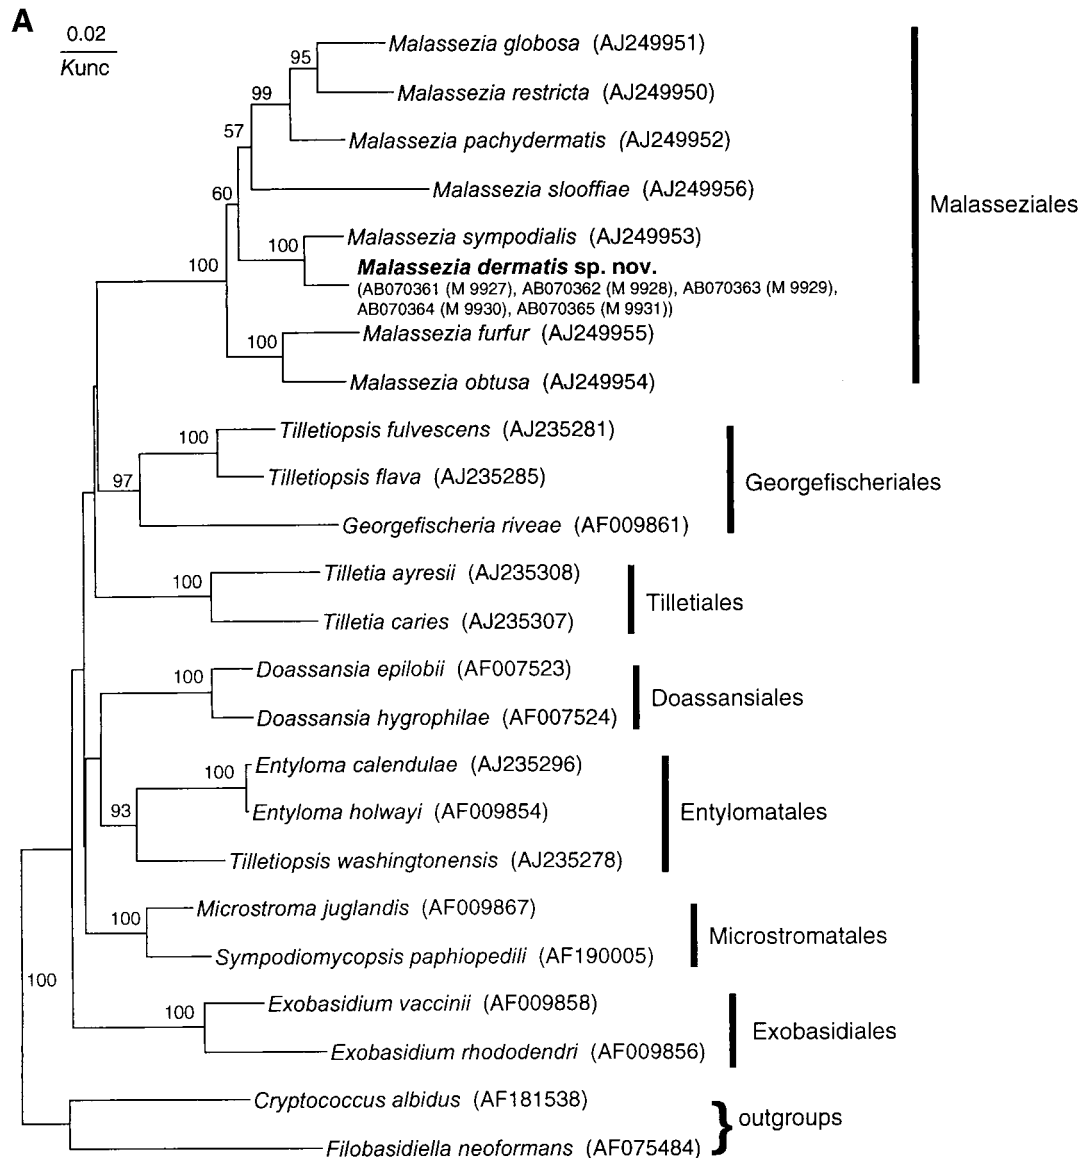 A
0.02
Kunc
95
Malassezia globosa (AJ249951)
Malassezia restricta (AJ249950)
99
Malassezia pachydermatis (AJ249952)
57
Malassezia slooffiae (AJ249956)
60
Malassezia sympodialis (AJ249953)
100
Malassezia dermatis sp. nov.
(AB070361 (M 9927), AB070362 (M 9928), AB070363 (M 9929),
AB070364 (M 9930), AB070365 (M 9931))
100
Malassezia furfur (AJ249955)
100
Malassezia obtusa (AJ249954)
Malasseziales
Tilletiopsis fulvescens (AJ235281)
100
Tilletiopsis flava (AJ235285)
97
Georgefischeria riveae (AF009861)
Georgefischeriales
Tilletia ayresii (AJ235308)
100
Tilletia caries (AJ235307)
Tilletiales
Doassansia epilobii (AF007523)
100
Doassansia hygrophilae (AF007524)
Doassansiales
Entyloma calendulae (AJ235296)
100
Entyloma holwayi (AF009854)
93
Tilletiopsis washingtonensis (AJ235278)
Entylomatales
Microstroma juglandis (AF009867)
100
Sympodiomycopsis paphiopedili (AF190005)
Microstromatales
100
Exobasidium vaccinii (AF009858)
100
Exobasidium rhododendri (AF009856)
Exobasidiales
Cryptococcus albidus (AF181538)
Filobasidiella neoformans (AF075484)
outgroups